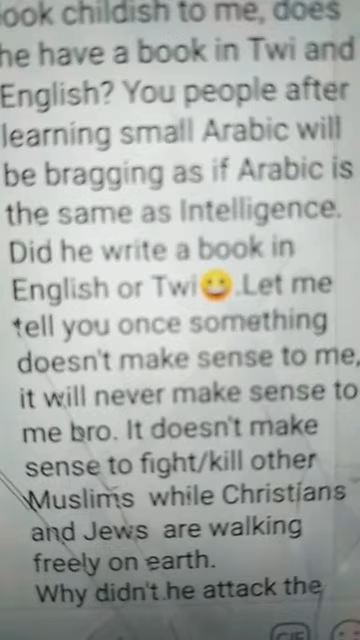 look childish to me, does
he have a book in Twi and
English? You people after
learning small Arabic will
be bragging as if Arabic is
the same as Intelligence.
Did he write a book in
English or Twi😀.Let me
tell you once something
doesn't make sense to me,
it will never make sense to
me bro. It doesn't make
sense to fight/kill other
Muslims while Christians
and Jews are walking
freely on earth.
Why didn't he attack the
GIF